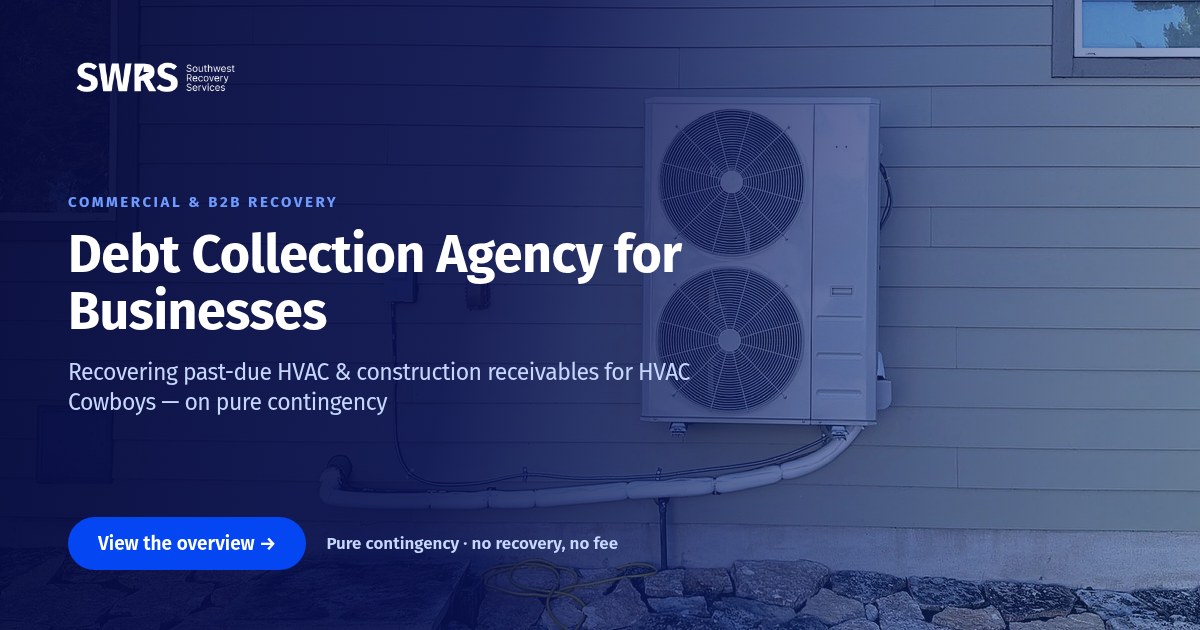 SWRS
Southwest
Recovery
Services
COMMERCIAL & B2B RECOVERY
Debt Collection Agency for
Businesses
Recovering past-due HVAC & construction receivables for HVAC
Cowboys — on pure contingency
View the overview →
Pure contingency · no recovery, no fee